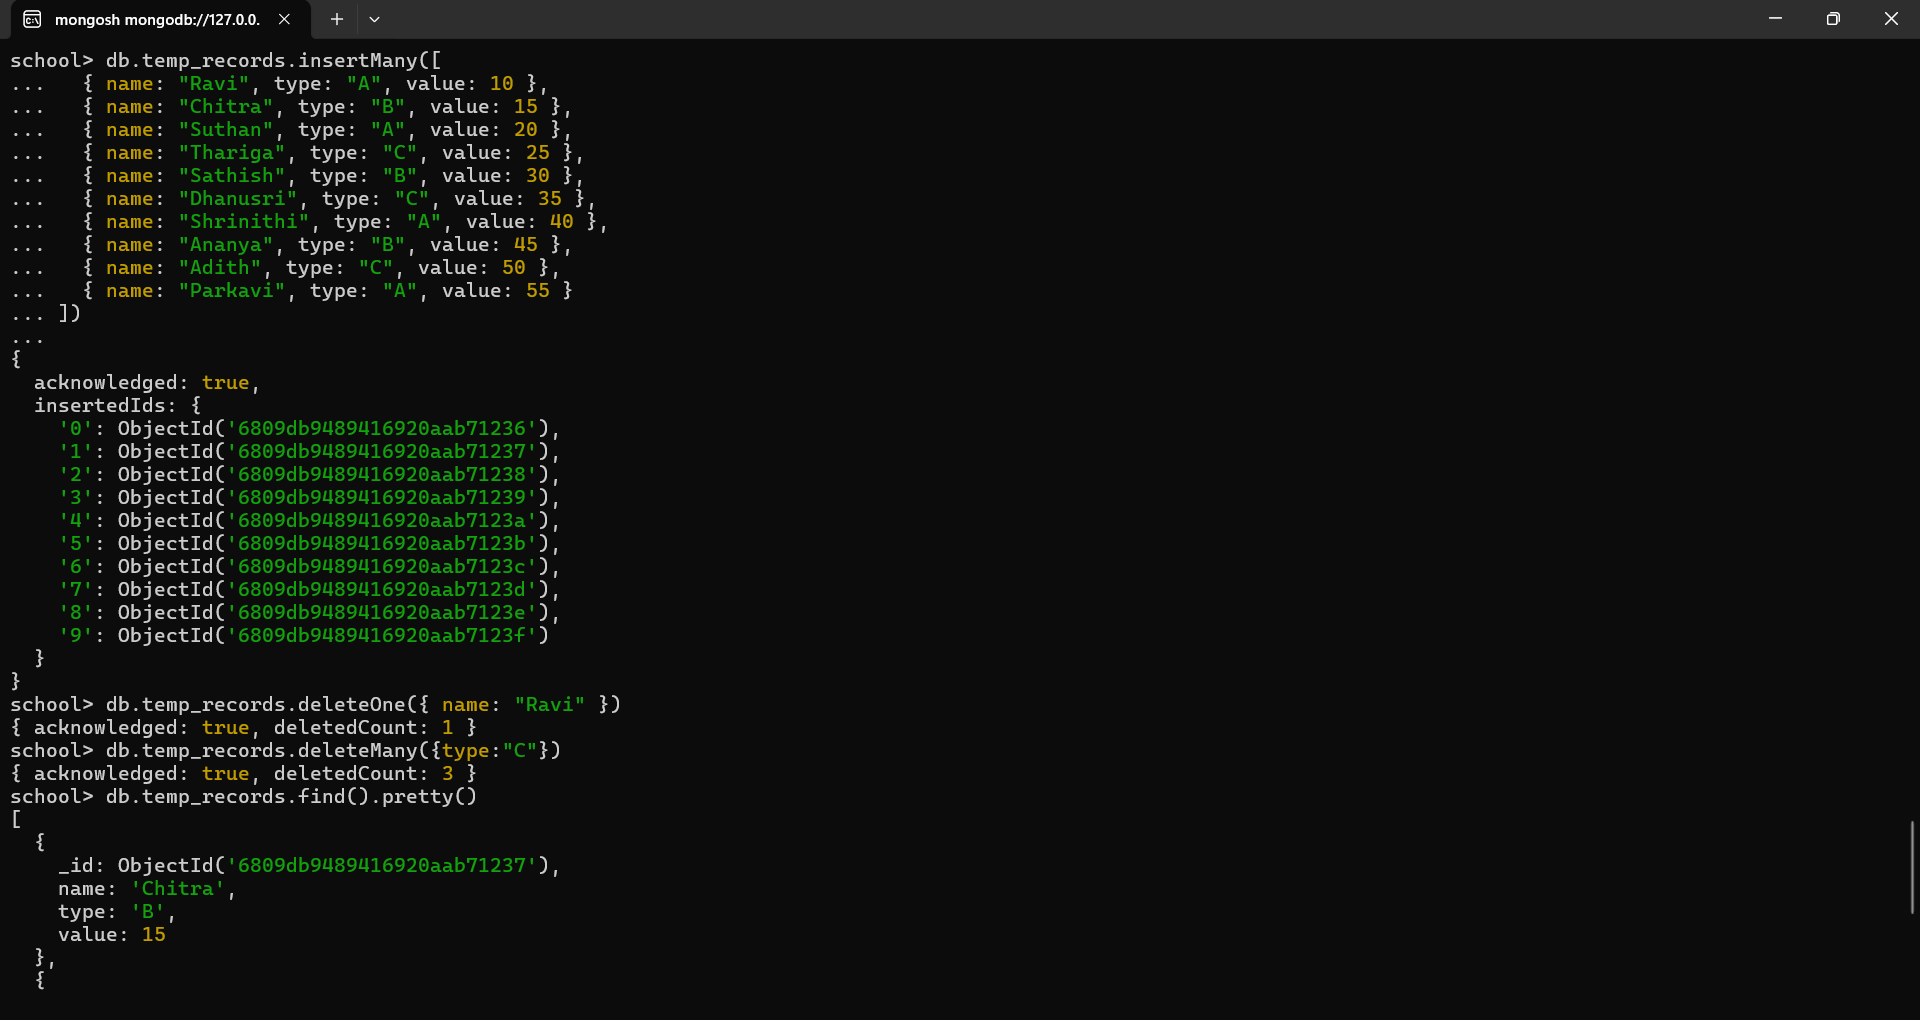 mongosh mongodb://127.0.0.
school> db.temp_records.insertMany([
...   { name: "Ravi", type: "A", value: 10 },
...   { name: "Chitra", type: "B", value: 15 },
...   { name: "Suthan", type: "A", value: 20 },
...   { name: "Thariga", type: "C", value: 25 },
...   { name: "Sathish", type: "B", value: 30 },
...   { name: "Dhanusri", type: "C", value: 35 },
...   { name: "Shrinithi", type: "A", value: 40 },
...   { name: "Ananya", type: "B", value: 45 },
...   { name: "Adith", type: "C", value: 50 },
...   { name: "Parkavi", type: "A", value: 55 }
... ])
...
{
  acknowledged: true,
  insertedIds: {
    '0': ObjectId('6809db9489416920aab71236'),
    '1': ObjectId('6809db9489416920aab71237'),
    '2': ObjectId('6809db9489416920aab71238'),
    '3': ObjectId('6809db9489416920aab71239'),
    '4': ObjectId('6809db9489416920aab7123a'),
    '5': ObjectId('6809db9489416920aab7123b'),
    '6': ObjectId('6809db9489416920aab7123c'),
    '7': ObjectId('6809db9489416920aab7123d'),
    '8': ObjectId('6809db9489416920aab7123e'),
    '9': ObjectId('6809db9489416920aab7123f')
  }
}
school> db.temp_records.deleteOne({ name: "Ravi" })
{ acknowledged: true, deletedCount: 1 }
school> db.temp_records.deleteMany({type:"C"})
{ acknowledged: true, deletedCount: 3 }
school> db.temp_records.find().pretty()
[
  {
    _id: ObjectId('6809db9489416920aab71237'),
    name: 'Chitra',
    type: 'B',
    value: 15
  },
  {